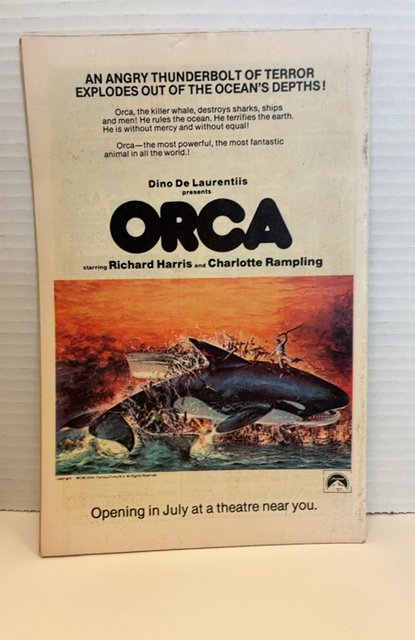 AN ANGRY THUNDERBOLT OF TERROR
EXPLODES OUT OF THE OCEAN'S DEPTHS!
Orca, the killer whale, destroys sharks, ships
and men! He rules the ocean. He terrifies the earth.
He is without mercy and without equal!
Orca—the most powerful, the most fantastic
animal in all the world.!
Dino De Laurentiis
presents
ORCA
starring Richard Harris and Charlotte Rampling
Opening in July at a theatre near you.